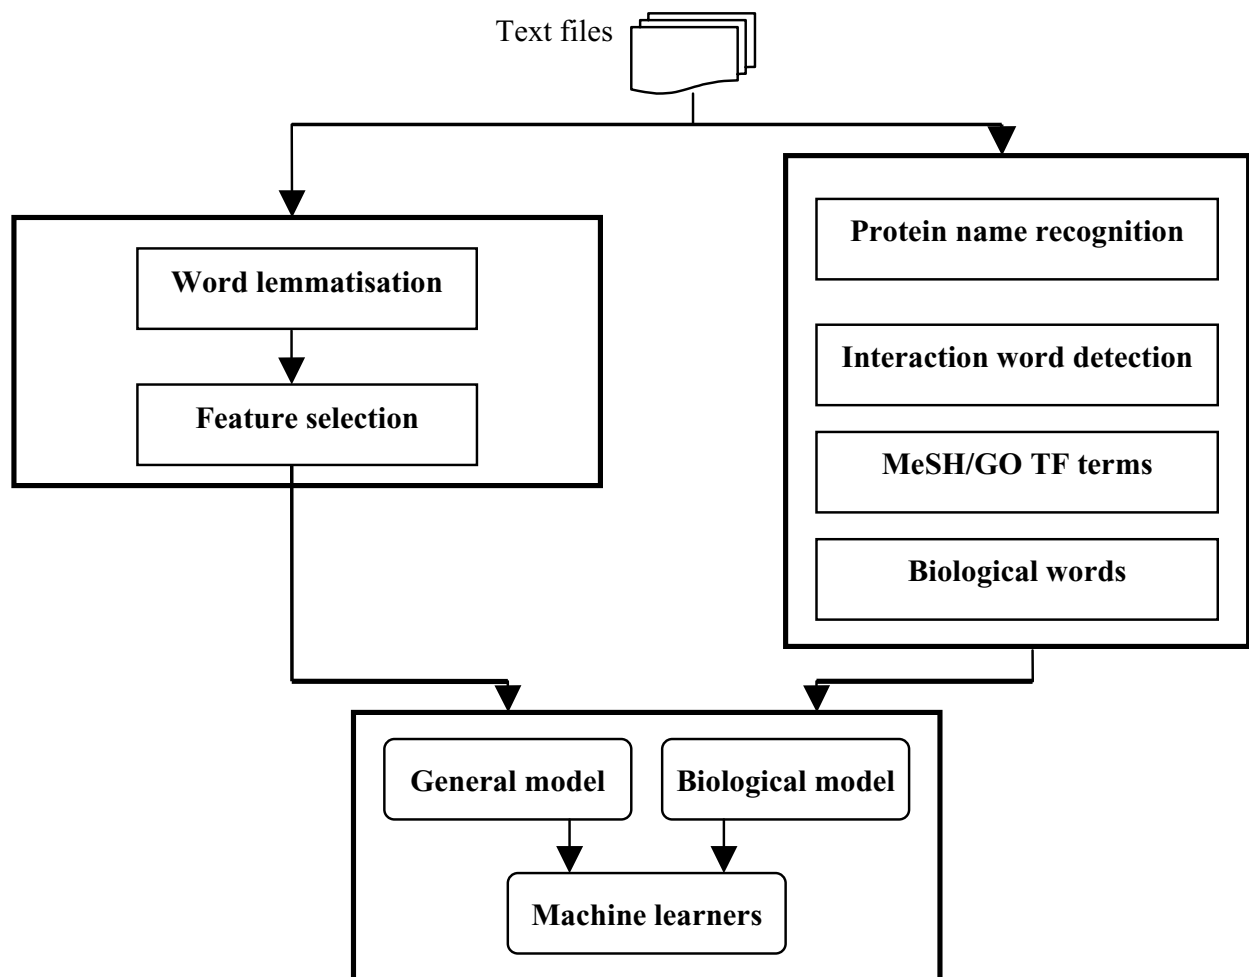 Text files
Protein name recognition
Word lemmatisation
Interaction word detection
Feature selection
MeSH/GO TF terms
Biological words
General model
Biological model
Machine learners